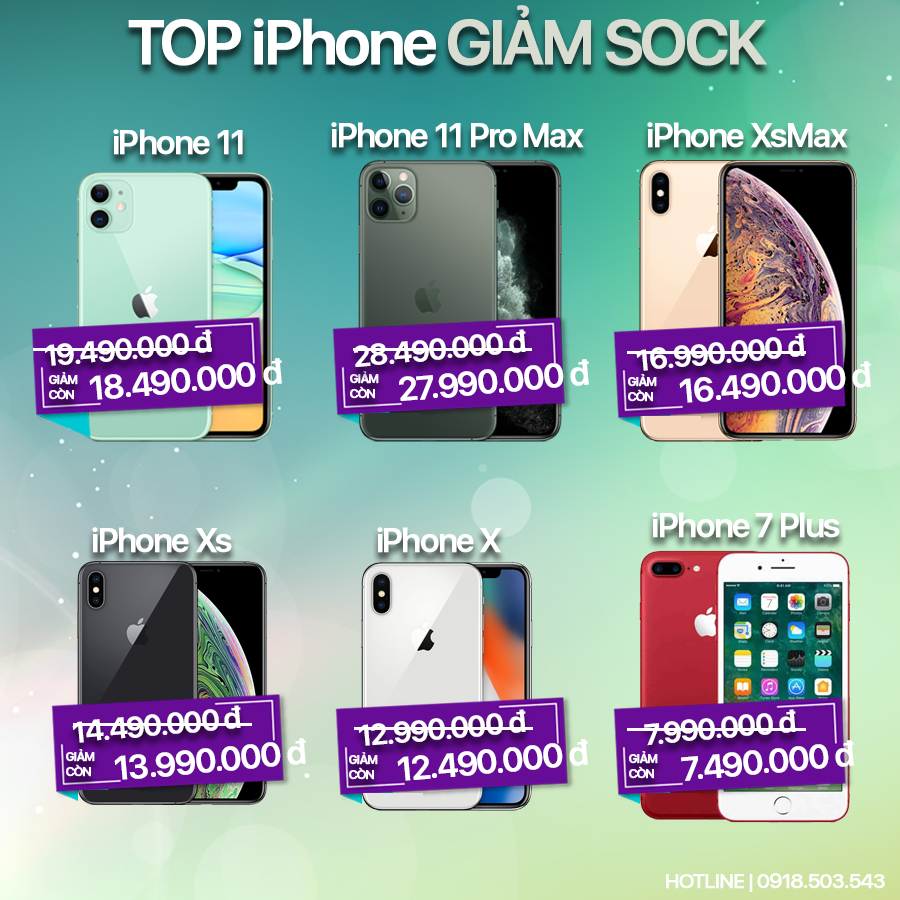 TOP iPhone GIẢM SOCK
iPhone 11
iPhone 11 Pro Max
iPhone XsMax
19.490.000 đ
GIẢM CÒN
18.490.000 đ
28.490.000 đ
GIẢM CÒN
27.990.000 đ
16.990.000 đ
GIẢM CÒN
16.490.000 đ
iPhone Xs
iPhone X
iPhone 7 Plus
14.490.000 đ
GIẢM CÒN
13.990.000 đ
12.990.000 đ
GIẢM CÒN
12.490.000 đ
7.990.000 đ
GIẢM CÒN
7.490.000 đ
HOTLINE | 0918.503.543